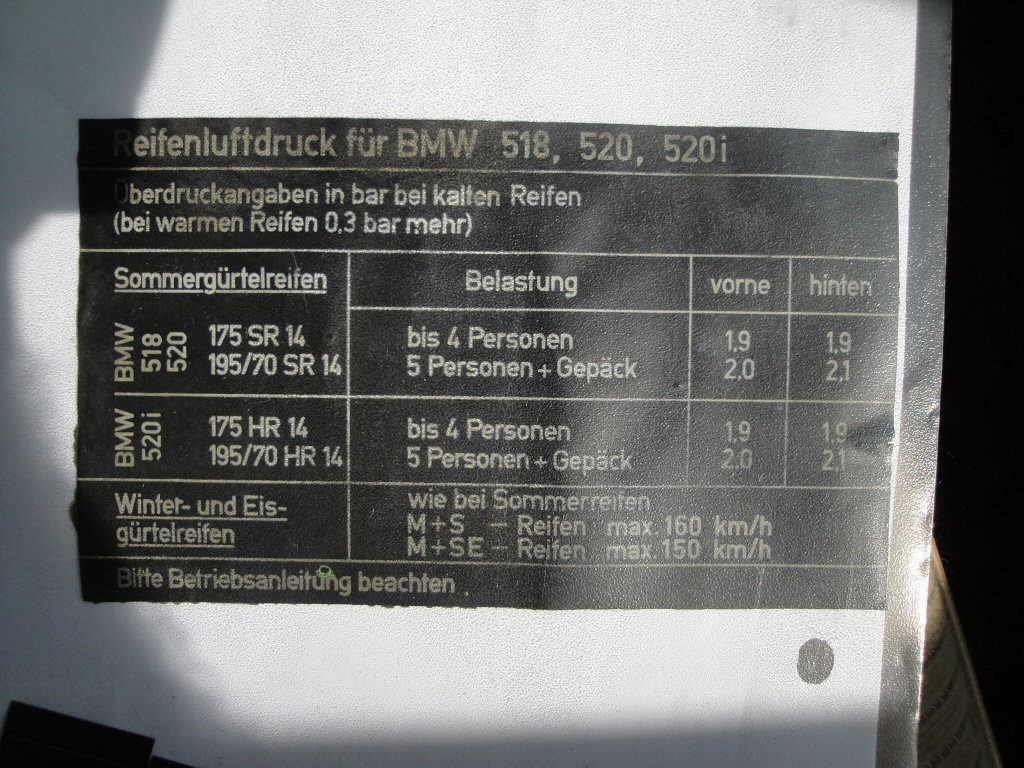 Reifenluftdruck für BMW 518, 520, 520i
Überdruckangaben in bar bei kalten Reifen
(bei warmen Reifen 0,3 bar mehr)
Sommergürtelreifen Belastung vorne hinten
BMW 518 520
175 SR 14 bis 4 Personen 1.9 1.9
195/70 SR 14 5 Personen + Gepäck 2.0 2.1
BMW 520i
175 HR 14 bis 4 Personen 1.9 1.9
195/70 HR 14 5 Personen + Gepäck 2.0 2.1
Winter- und Eis-
gürtelreifen
wie bei Sommerreifen
M+S – Reifen max. 160 km/h
M+SE – Reifen max 150 km/h
Bitte Betriebsanleitung beachten.